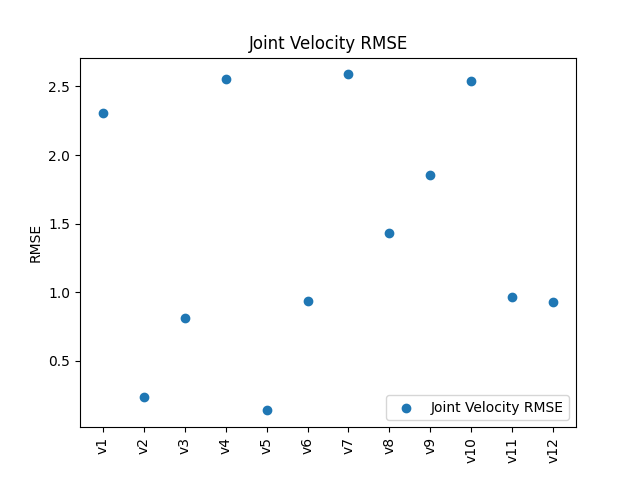 Joint Velocity RMSE
RMSE
2.5
2.0
1.5
1.0
0.5
Joint Velocity RMSE
v1
v2
v3
v4
v5
v6
v7
v8
v9
v10
v11
v12